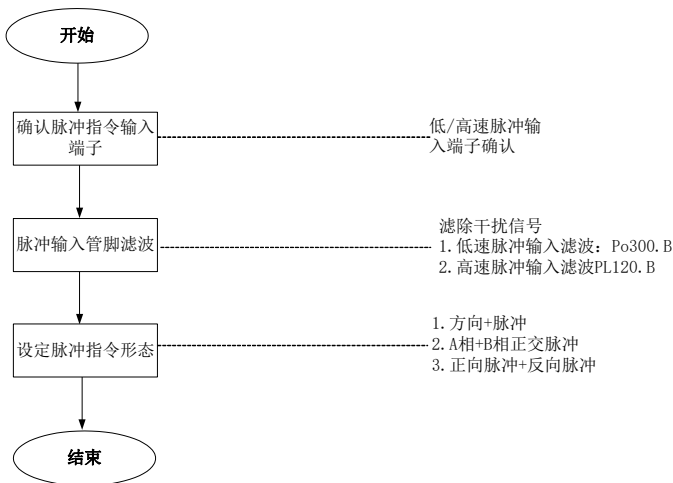 开始
确认脉冲指令输入
端子
低/高速脉冲输
入端子确认
脉冲输入管脚滤波
滤除干扰信号
1.低速脉冲输入滤波：Po300.B
2.高速脉冲输入滤波PL120.B
设定脉冲指令形态
1.方向+脉冲
2.A相+B相正交脉冲
3.正向脉冲+反向脉冲
结束